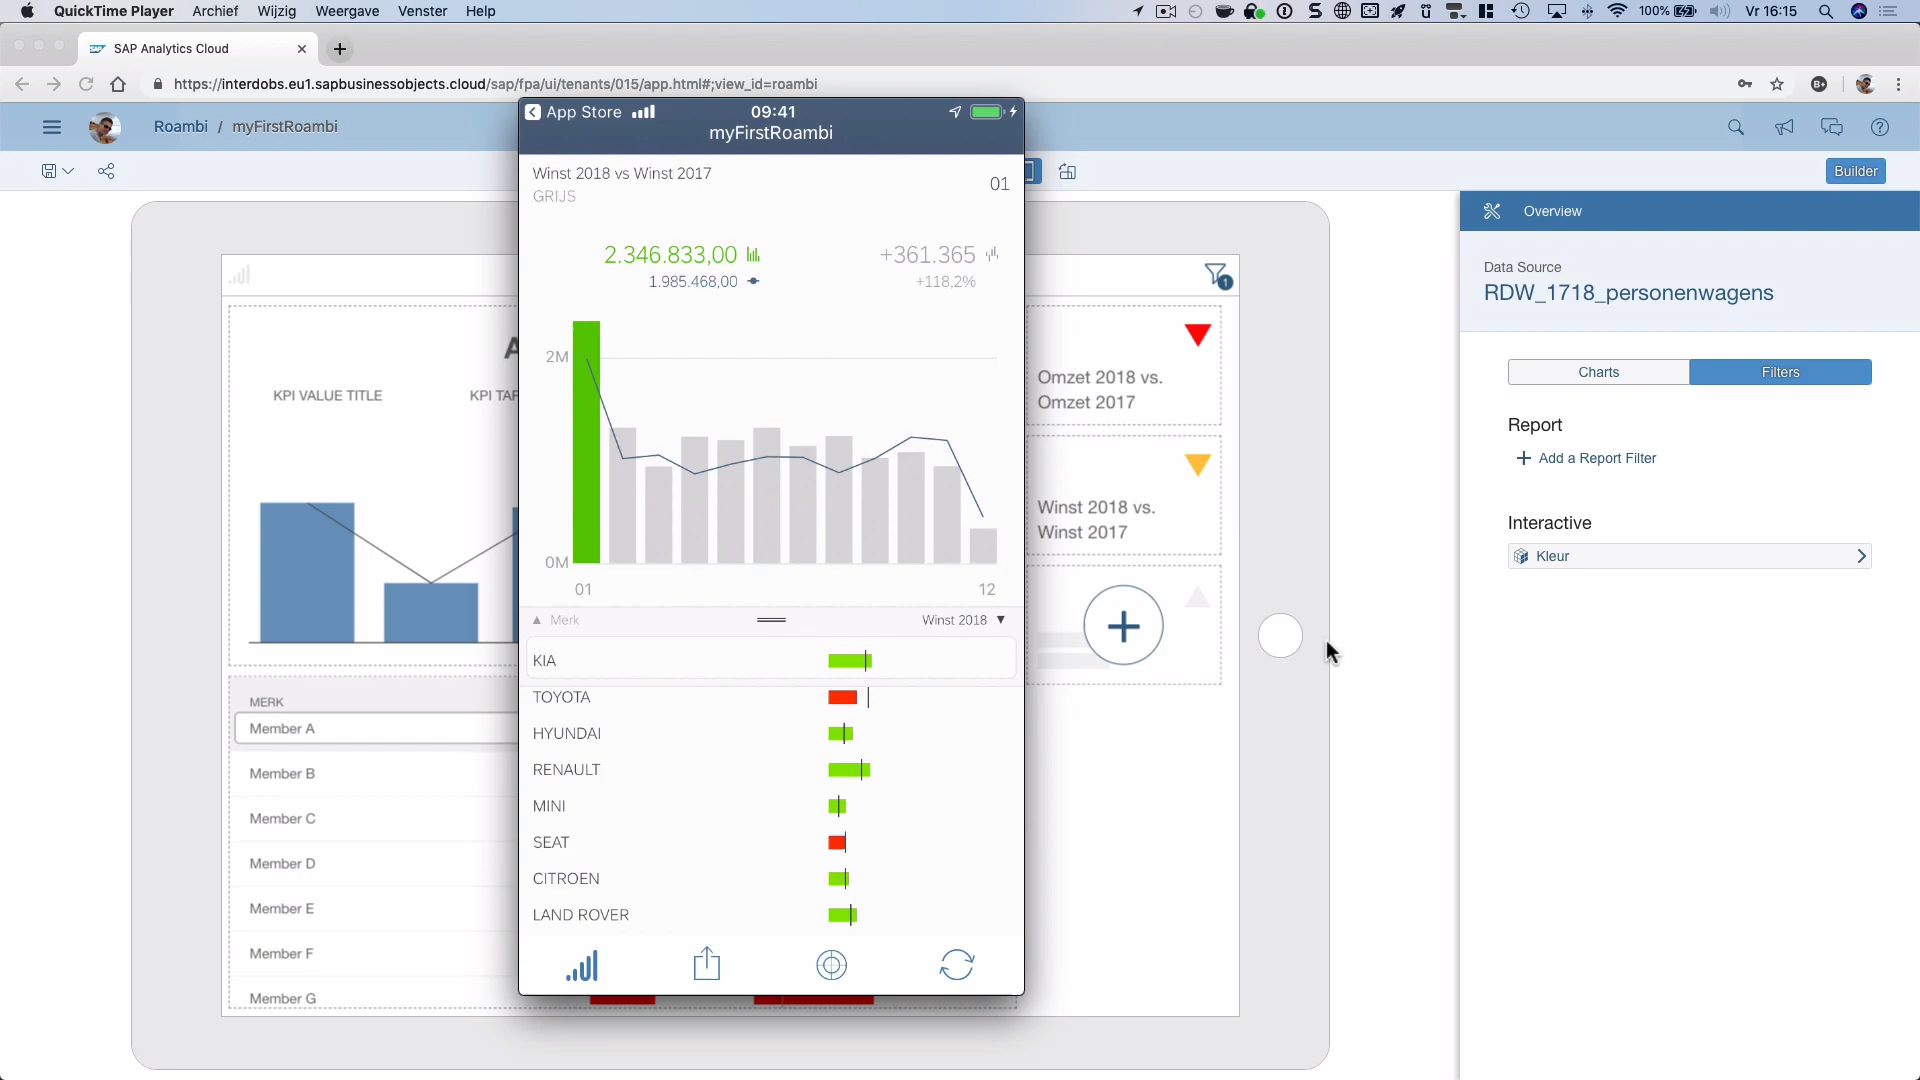 QuickTime Player Archief Wijzig Weergave Venster Help
100% Vr 16:15
SAP Analytics Cloud
https://interdobs.eu1.sapbusinessobjects.cloud/sap/fpa/ui/tenants/015/app.html#;view_id=roambi
Roambi / myFirstRoambi
Builder
App Store 09:41
myFirstRoambi
Winst 2018 vs Winst 2017
01
GRIJS
2.346.833,00
+361.365
1.985.468,00
+118,2%
2M
0M
01
12
Merk
Winst 2018
KIA
TOYOTA
HYUNDAI
RENAULT
MINI
SEAT
CITROEN
LAND ROVER
KPI VALUE TITLE
KPI TAR
MERK
Member A
Member B
Member C
Member D
Member E
Member F
Member G
1
Omzet 2018 vs.
Omzet 2017
Winst 2018 vs.
Winst 2017
Overview
Data Source
RDW_1718_personenwagens
Charts
Filters
Report
Add a Report Filter
Interactive
Kleur